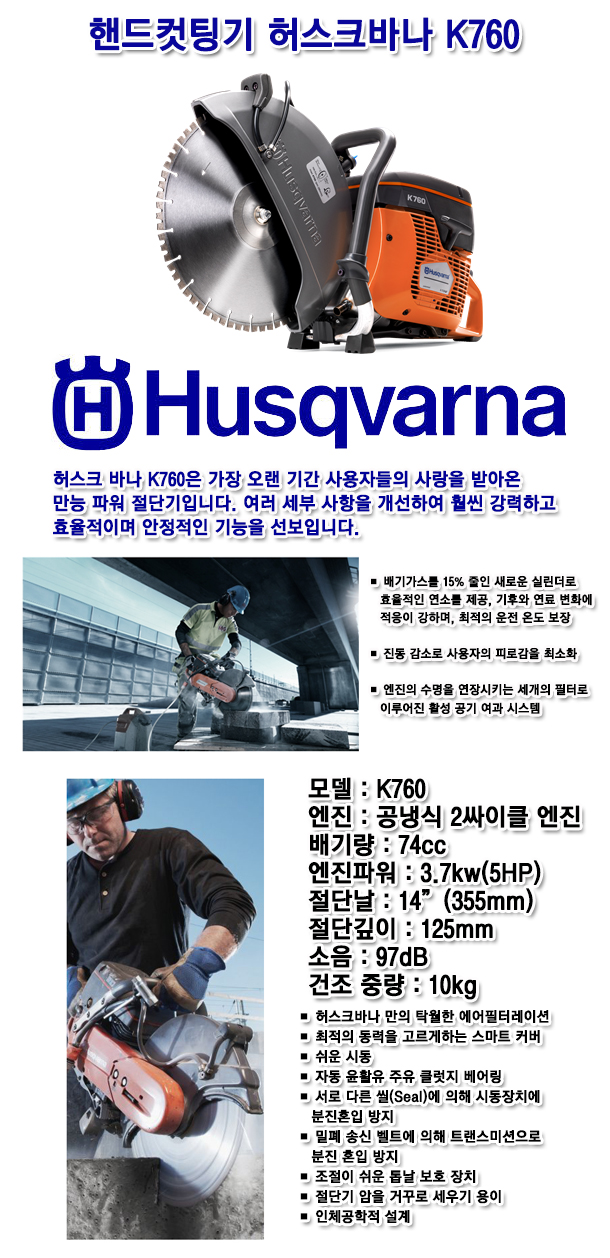 핸드컷팅기 허스크바나 K760
Husqvarna
K760
Husqvarna
Husqvarna
허스크 바나 K760은 가장 오랜 기간 사용자들의 사랑을 받아온
만능 파워 절단기입니다. 여러 세부 사항을 개선하여 훨씬 강력하고
효율적이며 안정적인 기능을 선보입니다.
■ 배기가스를 15% 줄인 새로운 실린더로
효율적인 연소를 제공, 기후와 연료 변화에
적응이 강하며, 최적의 운전 온도 보장
■ 진동 감소로 사용자의 피로감을 최소화
■ 엔진의 수명을 연장시키는 세개의 필터로
이루어진 활성 공기 여과 시스템
모델 : K760
엔진 : 공냉식 2싸이클 엔진
배기량 : 74cc
엔진파워 : 3.7kw(5HP)
절단날 : 14” (355mm)
절단깊이 : 125mm
소음 : 97dB
건조 중량 : 10kg
■ 허스크바나 만의 탁월한 에어필터레이션
■ 최적의 동력을 고르게하는 스마트 커버
■ 쉬운 시동
■ 자동 윤활유 주유 클럿지 베어링
■ 서로 다른 씰(Seal)에 의해 시동장치에
분진혼입 방지
■ 밀폐 송신 벨트에 의해 트랜스미션으로
분진 혼입 방지
■ 조절이 쉬운 톱날 보호 장치
■ 절단기 암을 거꾸로 세우기 용이
■ 인체공학적 설계